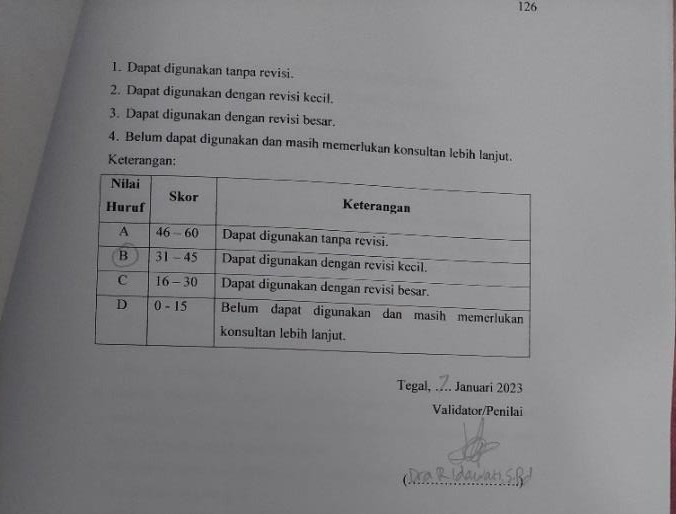 126
1. Dapat digunakan tanpa revisi.
2. Dapat digunakan dengan revisi kecil.
3. Dapat digunakan dengan revisi besar.
4. Belum dapat digunakan dan masih memerlukan konsultan lebih lanjut.
Keterangan:
Nilai Huruf Skor Keterangan
A 46 – 60 Dapat digunakan tanpa revisi.
B 31 – 45 Dapat digunakan dengan revisi kecil.
C 16 – 30 Dapat digunakan dengan revisi besar.
D 0 - 15 Belum dapat digunakan dan masih memerlukan
konsultan lebih lanjut.
Tegal, 7 Januari 2023
Validator/Penilai
(Dra Ridawati S.Pd)